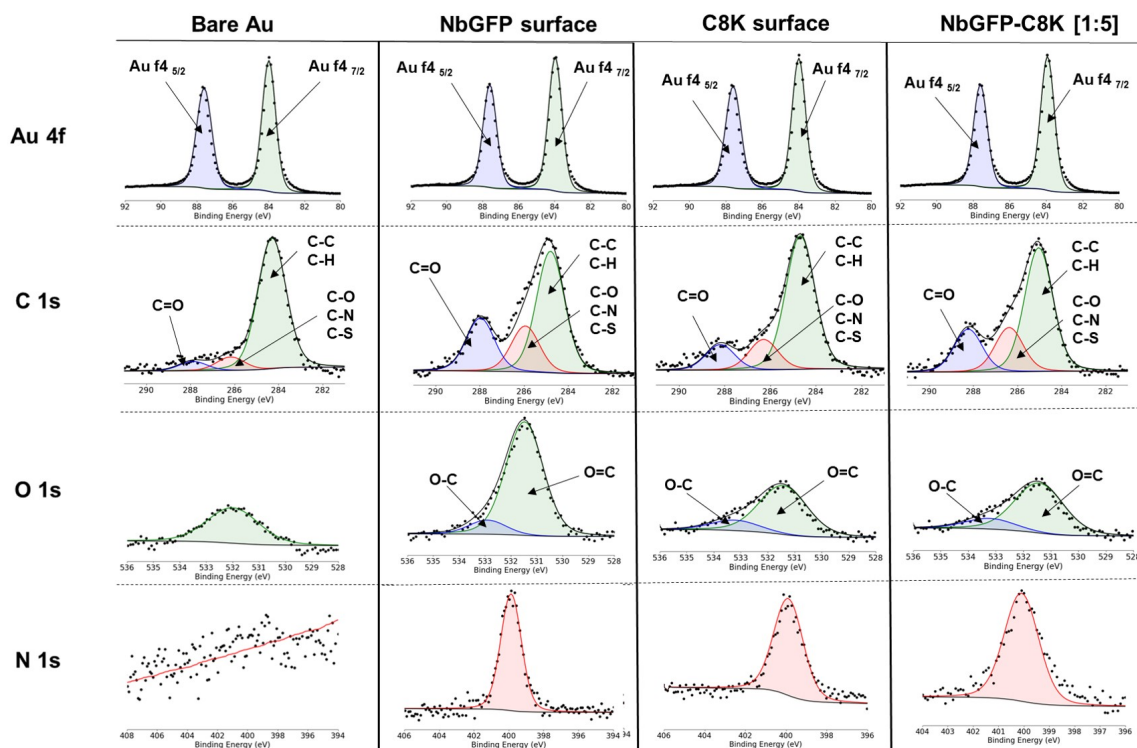 Bare Au
NbGFP surface
C8K surface
NbGFP-C8K [1:5]
Au 4f
Au f4 5/2
Au f4 7/2
92 90 88 86 84 82 80
Binding Energy (eV)
Au f4 5/2
Au f4 7/2
92 90 88 86 84 82 80
Binding Energy (eV)
Au f4 5/2
Au f4 7/2
92 90 88 86 84 82 80
Binding Energy (eV)
Au f4 5/2
Au f4 7/2
92 90 88 86 84 82 80
Binding Energy (eV)
C 1s
C=O
C-C
C-H
C-O
C-N
C-S
290 288 286 284 282
Binding Energy (eV)
C=O
C-C
C-H
C-O
C-N
C-S
290 288 286 284 282
Binding Energy (eV)
C=O
C-C
C-H
C-O
C-N
C-S
290 288 286 284 282
Binding Energy (eV)
C=O
C-C
C-H
C-O
C-N
C-S
290 288 286 284 282
Binding Energy (eV)
O 1s
536 534 532 530 528
Binding Energy (eV)
O-C
O=C
536 535 534 533 532 531 530 529 528
Binding Energy (eV)
O-C
O=C
536 535 534 533 532 531 530 529 528
Binding Energy (eV)
O-C
O=C
536 535 534 533 532 531 530 529 528
Binding Energy (eV)
N 1s
408 406 404 402 400 398 396 394
Binding Energy (eV)
406 404 402 400 398 396 394
Binding Energy (eV)
406 404 402 400 398 396
Binding Energy (eV)
404 403 402 401 400 399 398 397 396
Binding Energy (eV)